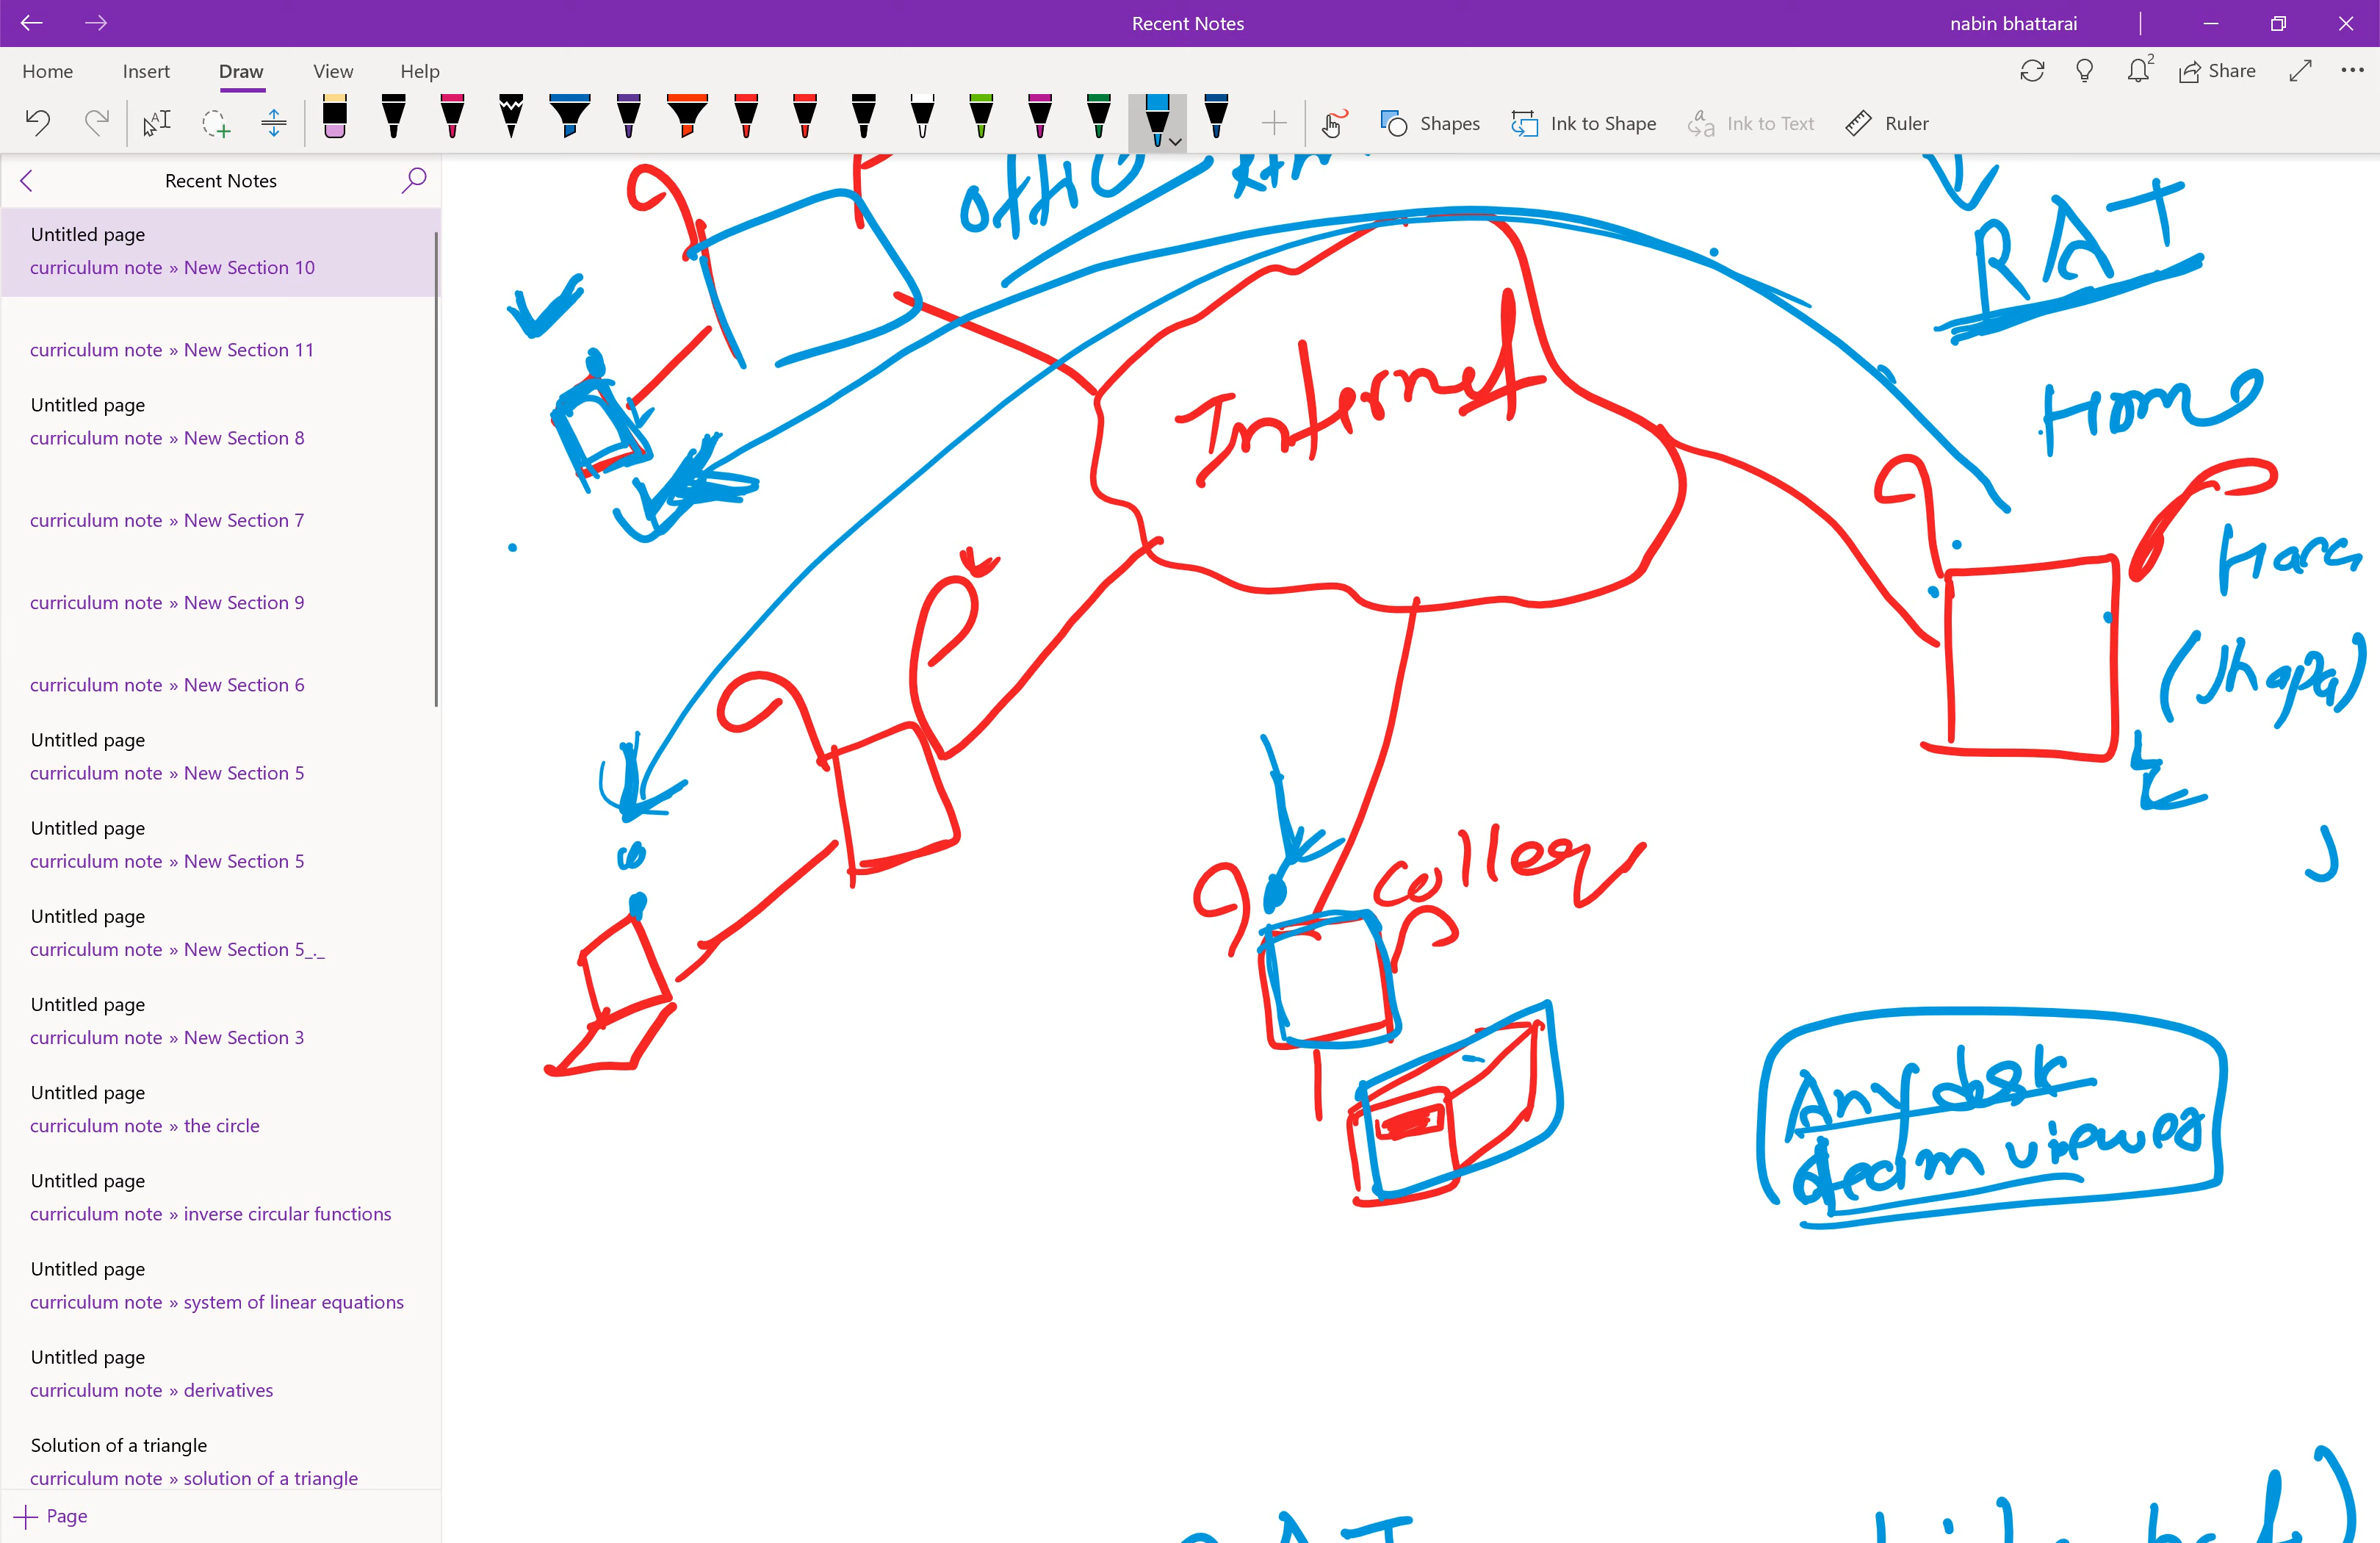 Recent Notes
nabin bhattarai
Home
Insert
Draw
View
Help
2
Share
Shapes
Ink to Shape
Ink to Text
Ruler
Recent Notes
Untitled page
curriculum note » New Section 10
curriculum note » New Section 11
Untitled page
curriculum note » New Section 8
curriculum note » New Section 7
curriculum note » New Section 9
curriculum note » New Section 6
Untitled page
curriculum note » New Section 5
Untitled page
curriculum note » New Section 5
Untitled page
curriculum note » New Section 5_._
Untitled page
curriculum note » New Section 3
Untitled page
curriculum note » the circle
Untitled page
curriculum note » inverse circular functions
Untitled page
curriculum note » system of linear equations
Untitled page
curriculum note » derivatives
Solution of a triangle
curriculum note » solution of a triangle
Page
RAT
Internet
Home
Any desk
team viewer